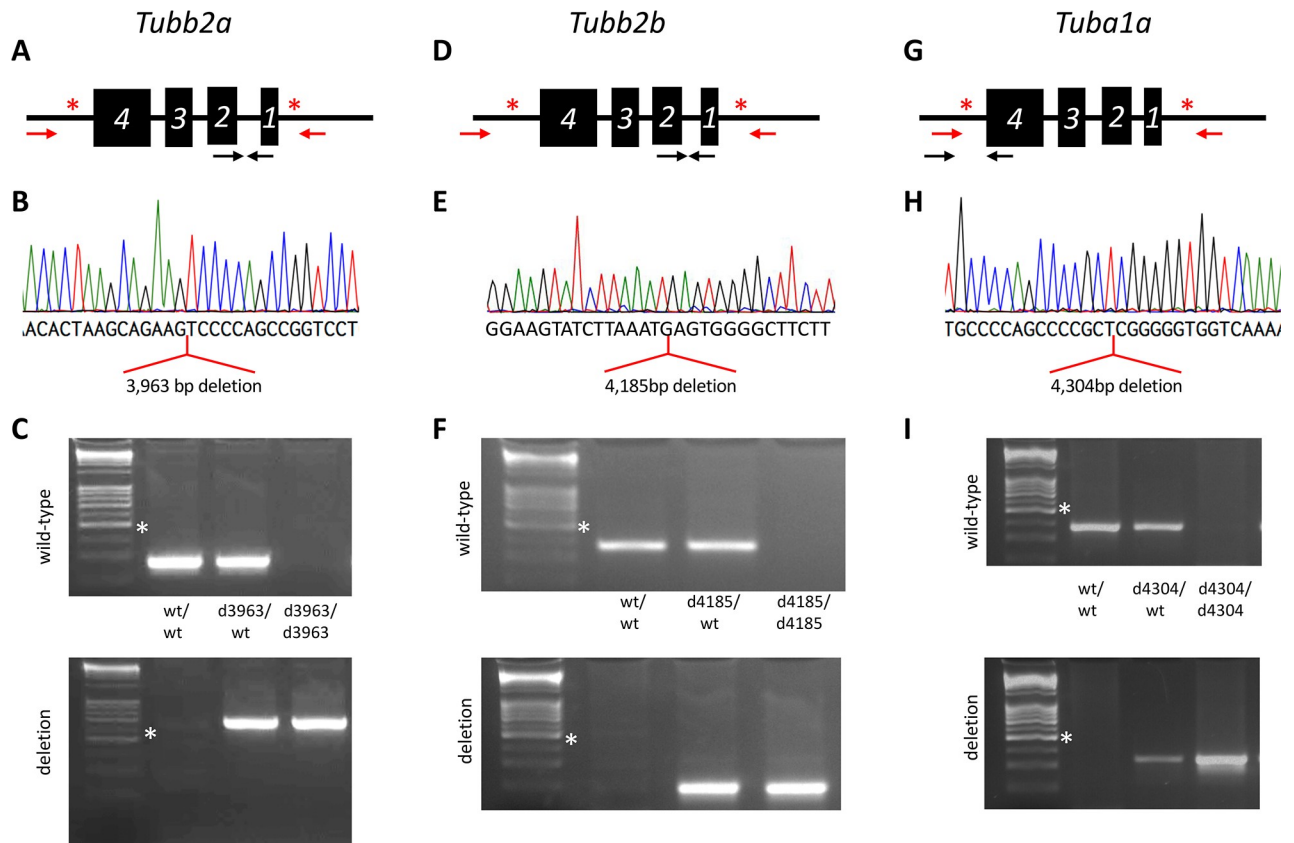 Tubb2a
Tubb2b
Tuba1a
A
D
G
* *
* *
* *
4 3 2 1
4 3 2 1
4 3 2 1
B
E
H
ACACTAAGCAGAAGTCCCCAGCCGGTCCT
GGAAGTATCTTAAATGAGTGGGGGCTTCTT
TGCCCCAGCCCCGCTCGGGGGTGGTCAAAA
3,963 bp deletion
4,185bp deletion
4,304bp deletion
C
F
I
wild-type
*
wild-type
*
wild-type
*
wt/
wt
d3963/
wt
d3963/
d3963
wt/
wt
d4185/
wt
d4185/
d4185
wt/
wt
d4304/
wt
d4304/
d4304
deletion
*
deletion
*
deletion
*